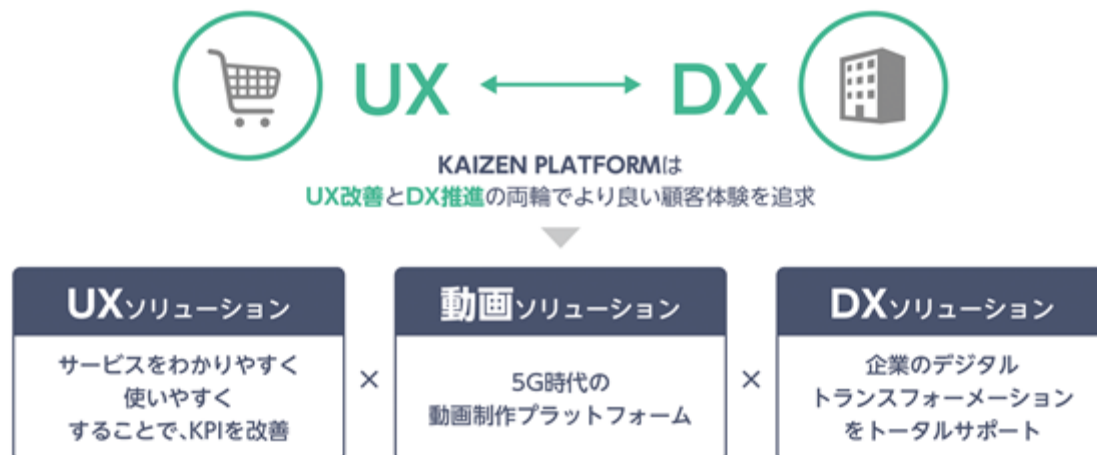 UX ↔ DX
KAIZEN PLATFORMは
UX改善とDX推進の両輪でより良い顧客体験を追求
UXソリューション
サービスをわかりやすく
使いやすく
することで、KPIを改善
×
動画ソリューション
5G時代の
動画制作プラットフォーム
×
DXソリューション
企業のデジタル
トランスフォーメーション
をトータルサポート